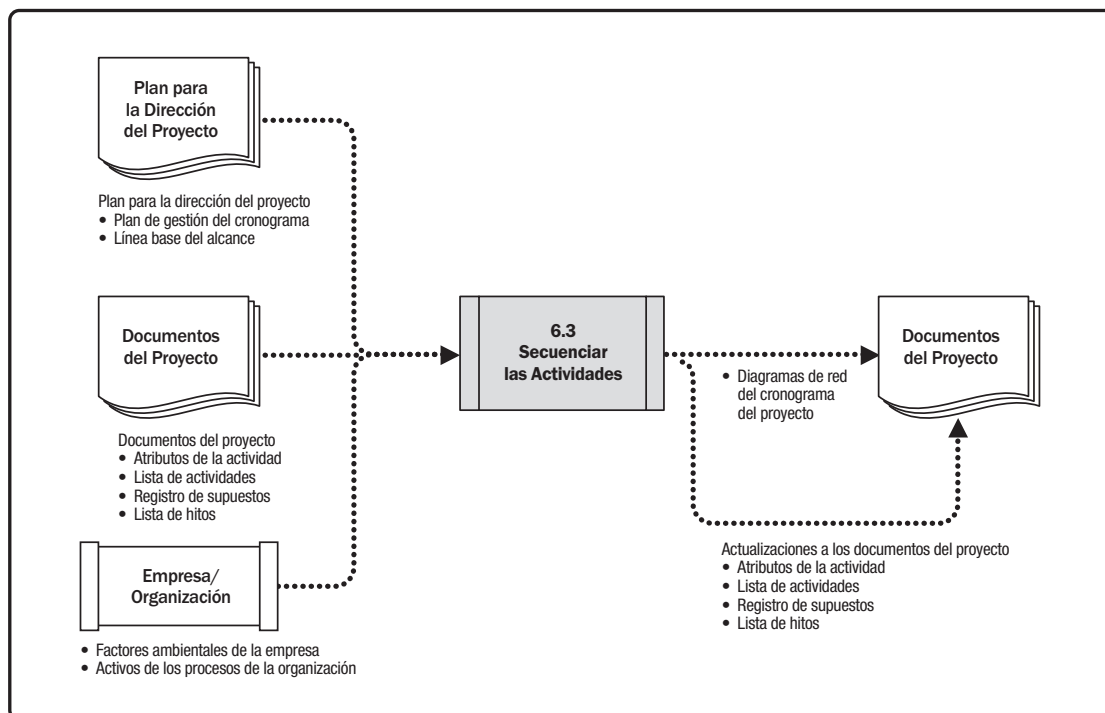 Plan para
la Dirección
del Proyecto
Plan para la dirección del proyecto
• Plan de gestión del cronograma
• Línea base del alcance
Documentos
del Proyecto
Documentos del proyecto
• Atributos de la actividad
• Lista de actividades
• Registro de supuestos
• Lista de hitos
Empresa/
Organización
• Factores ambientales de la empresa
• Activos de los procesos de la organización
6.3
Secuenciar
las Actividades
• Diagramas de red
del cronograma
del proyecto
Documentos
del Proyecto
Actualizaciones a los documentos del proyecto
• Atributos de la actividad
• Lista de actividades
• Registro de supuestos
• Lista de hitos